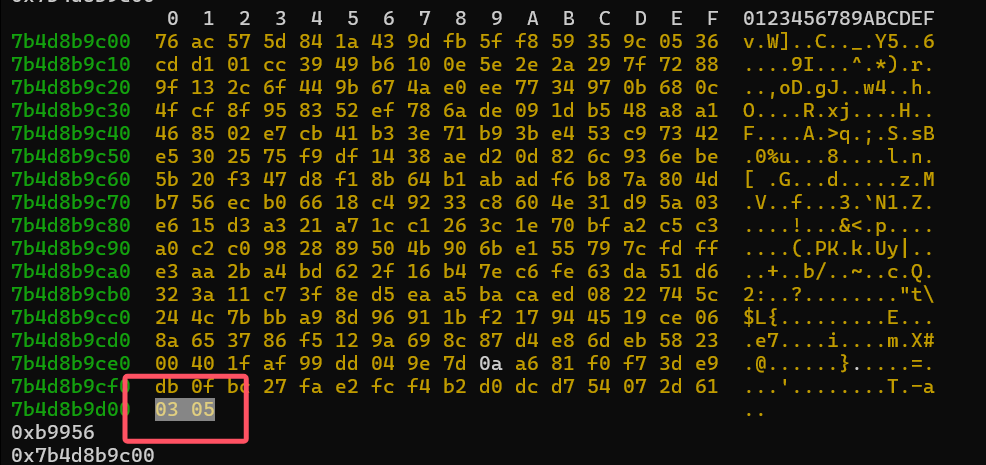 0x7b4d8b9c00
0 1 2 3 4 5 6 7 8 9 A B C D E F 0123456789ABCDEF
7b4d8b9c00 76 ac 57 5d 84 1a 43 9d fb 5f f8 59 35 9c 05 36 v.W]..C.._.Y5..6
7b4d8b9c10 cd d1 01 cc 39 49 b6 10 0e 5e 2e 2a 29 7f 72 88 ....9I...^.*).r.
7b4d8b9c20 9f 13 2c 6f 44 9b 67 4a e0 ee 77 34 97 0b 68 0c ..,oD.gJ..w4..h.
7b4d8b9c30 4f cf 8f 95 83 52 ef 78 6a de 09 1d b5 48 a8 a1 O....R.xj....H..
7b4d8b9c40 46 85 02 e7 cb 41 b3 3e 71 b9 3b e4 53 c9 73 42 F....A.>q.;.S.sB
7b4d8b9c50 e5 30 25 75 f9 df 14 38 ae d2 0d 82 6c 93 6e be .0%u...8....l.n.
7b4d8b9c60 5b 20 f3 47 d8 f1 8b 64 b1 ab ad f6 b8 7a 80 4d [ .G...d.....z.M
7b4d8b9c70 b7 56 ec b0 66 18 c4 92 33 c8 60 4e 31 d9 5a 03 .V..f...3.`N1.Z.
7b4d8b9c80 e6 15 d3 a3 21 a7 1c c1 26 3c 1e 70 bf a2 c5 c3 ....!...&<.p....
7b4d8b9c90 a0 c2 c0 98 28 89 50 4b 90 6b e1 55 79 7c fd ff ....(.PK.k.Uy|..
7b4d8b9ca0 e3 aa 2b a4 bd 62 2f 16 b4 7e c6 fe 63 da 51 d6 ..+..b/..~..c.Q.
7b4d8b9cb0 32 3a 11 c7 3f 8e d5 ea a5 ba ca ed 08 22 74 5c 2:..?........"t\
7b4d8b9cc0 24 4c 7b bb a9 8d 96 91 1b f2 17 94 45 19 ce 06 $L{.........E...
7b4d8b9cd0 8a 65 37 86 f5 12 9a 69 8c 87 d4 e8 6d eb 58 23 .e7....i....m.X#
7b4d8b9ce0 00 40 1f af 99 dd 04 9e 7d 0a a6 81 f0 f7 3d e9 .@......}.....=.
7b4d8b9cf0 db 0f bc 27 fa e2 fc f4 b2 d0 dc d7 54 07 2d 61 ...'........T.-a
7b4d8b9d00 03 05 ..
0xb9956
0x7b4d8b9c00